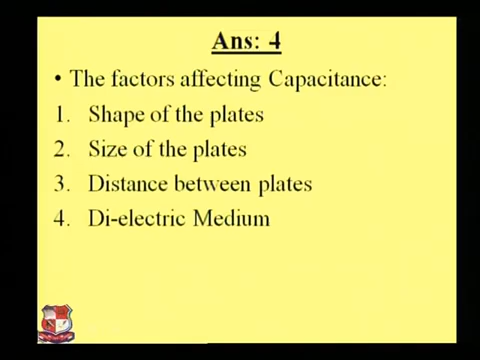 Ans: 4
• The factors affecting Capacitance:
1. Shape of the plates
2. Size of the plates
3. Distance between plates
4. Di-electric Medium